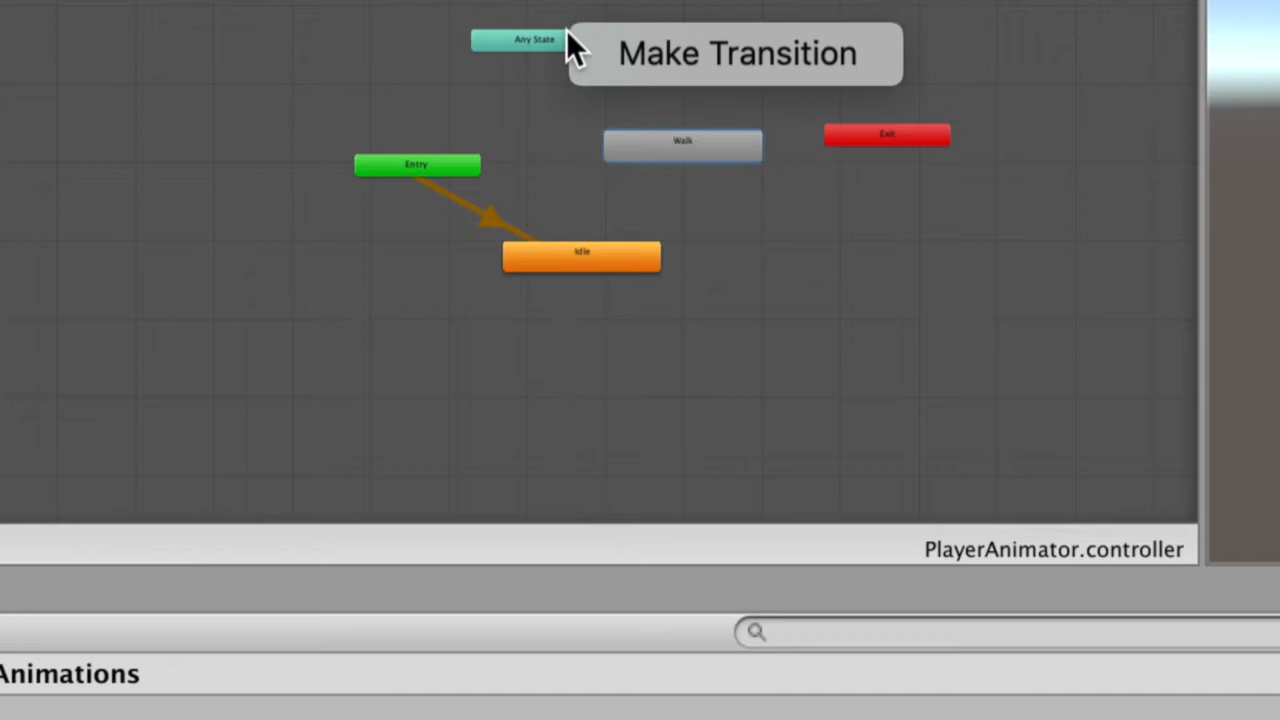 Any State
Make Transition
Walk
Exit
Entry
Idle
PlayerAnimator.controller
Animations